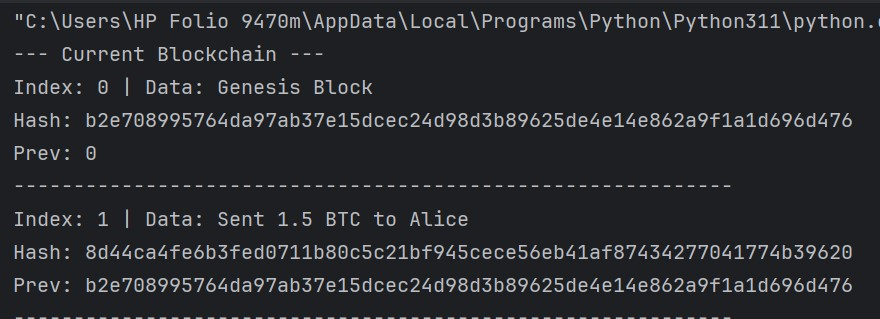 "C:\Users\HP Folio 9470m\AppData\Local\Programs\Python\Python311\python.
--- Current Blockchain ---
Index: 0 | Data: Genesis Block
Hash: b2e708995764da97ab37e15dcec24d98d3b89625de4e14e862a9f1a1d696d476
Prev: 0
------------------------------------------------------------
Index: 1 | Data: Sent 1.5 BTC to Alice
Hash: 8d44ca4fe6b3fed0711b80c5c21bf945cece56eb41af87434277041774b39620
Prev: b2e708995764da97ab37e15dcec24d98d3b89625de4e14e862a9f1a1d696d476
------------------------------------------------------------